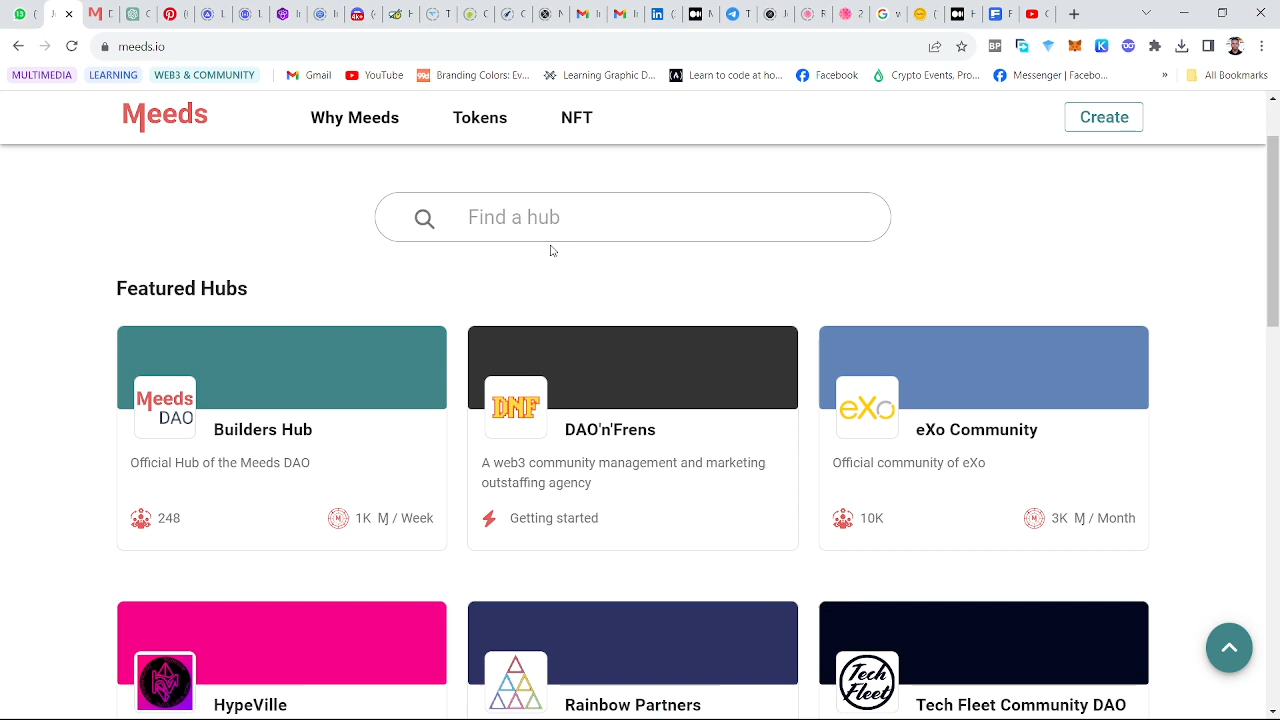 meeds.io
MULTIMEDIA LEARNING WEB3 & COMMUNITY Gmail YouTube Branding Colors: Ev... Learning Graphic D... Learn to code at ho... Facebook Crypto Events, Pro... Messenger | Facebo... » All Bookmarks
Meeds Why Meeds Tokens NFT Create
Find a hub
Featured Hubs
Meeds DAO
Builders Hub
Official Hub of the Meeds DAO
248 1K Ɱ / Week
DNF
DAO'n'Frens
A web3 community management and marketing
outstaffing agency
Getting started
eXo
eXo Community
Official community of eXo
10K 3K Ɱ / Month
HypeVille
Rainbow Partners
Tech Fleet
Tech Fleet Community DAO